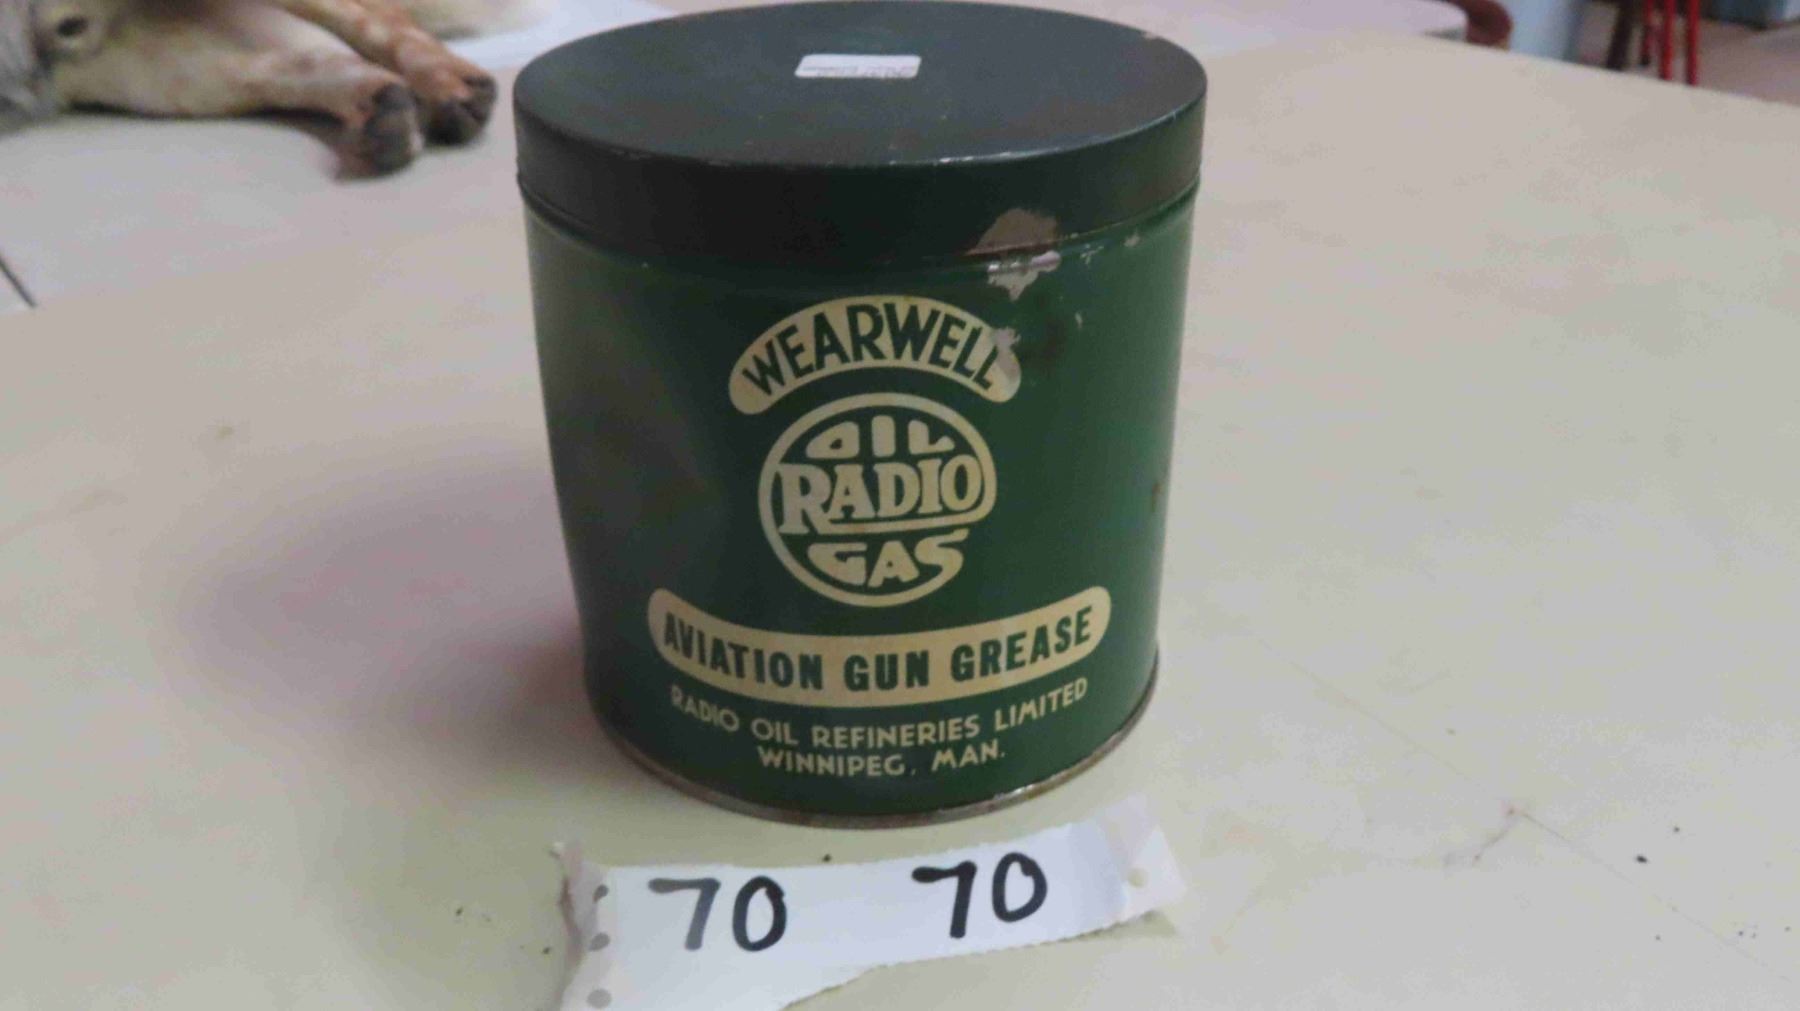 WEARWELL
OIL
RADIO
GAS
AVIATION GUN GREASE
RADIO OIL REFINERIES LIMITED
WINNIPEG, MAN.
70 70